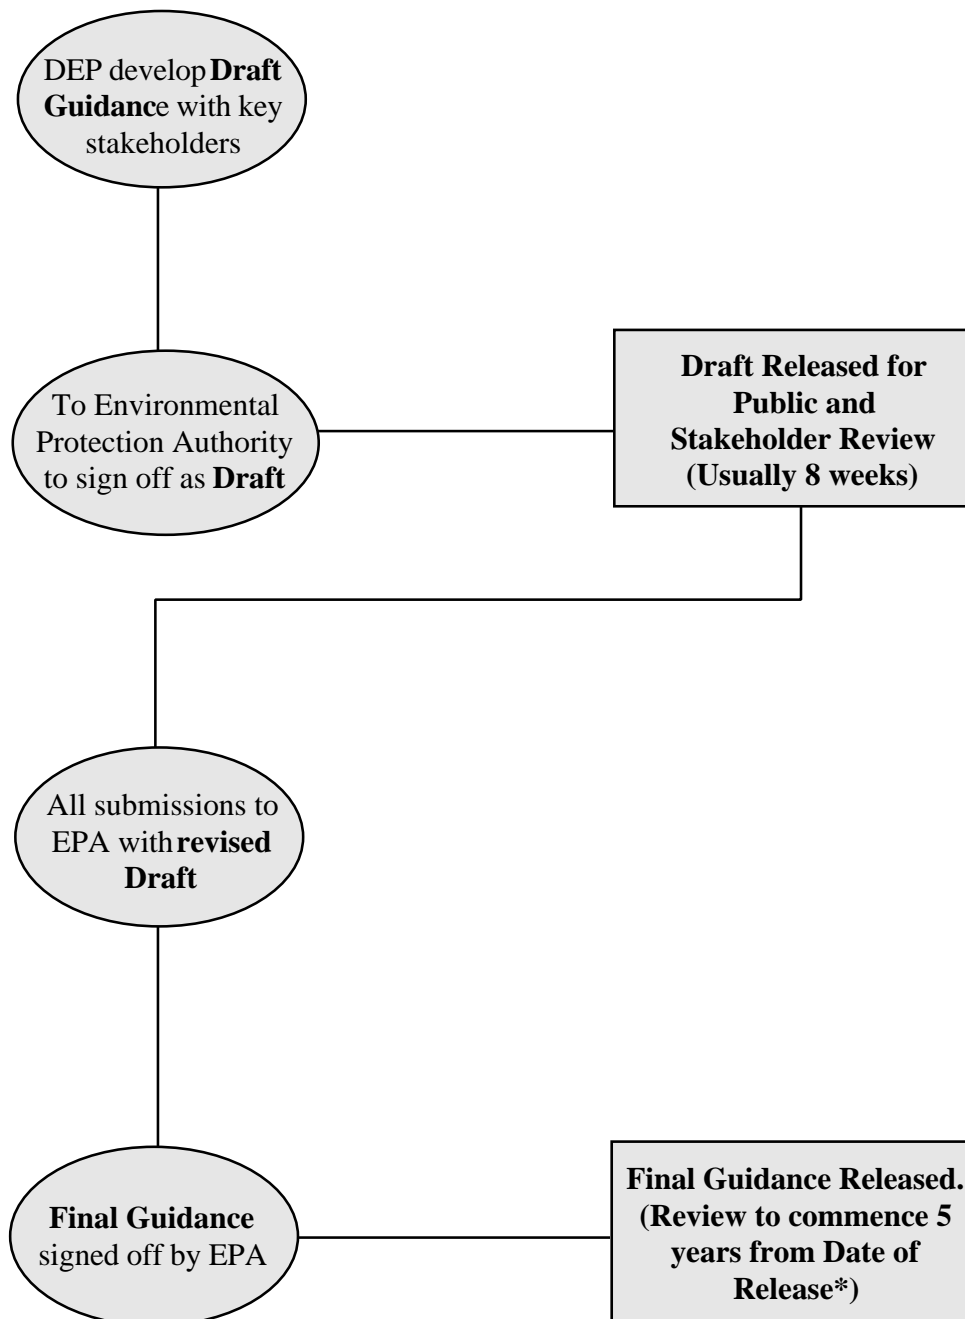 DEP develop Draft
Guidance with key
stakeholders
To Environmental
Protection Authority
to sign off as Draft
Draft Released for
Public and
Stakeholder Review
(Usually 8 weeks)
All submissions to
EPA with revised
Draft
Final Guidance
signed off by EPA
Final Guidance Released.
(Review to commence 5
years from Date of
Release*)